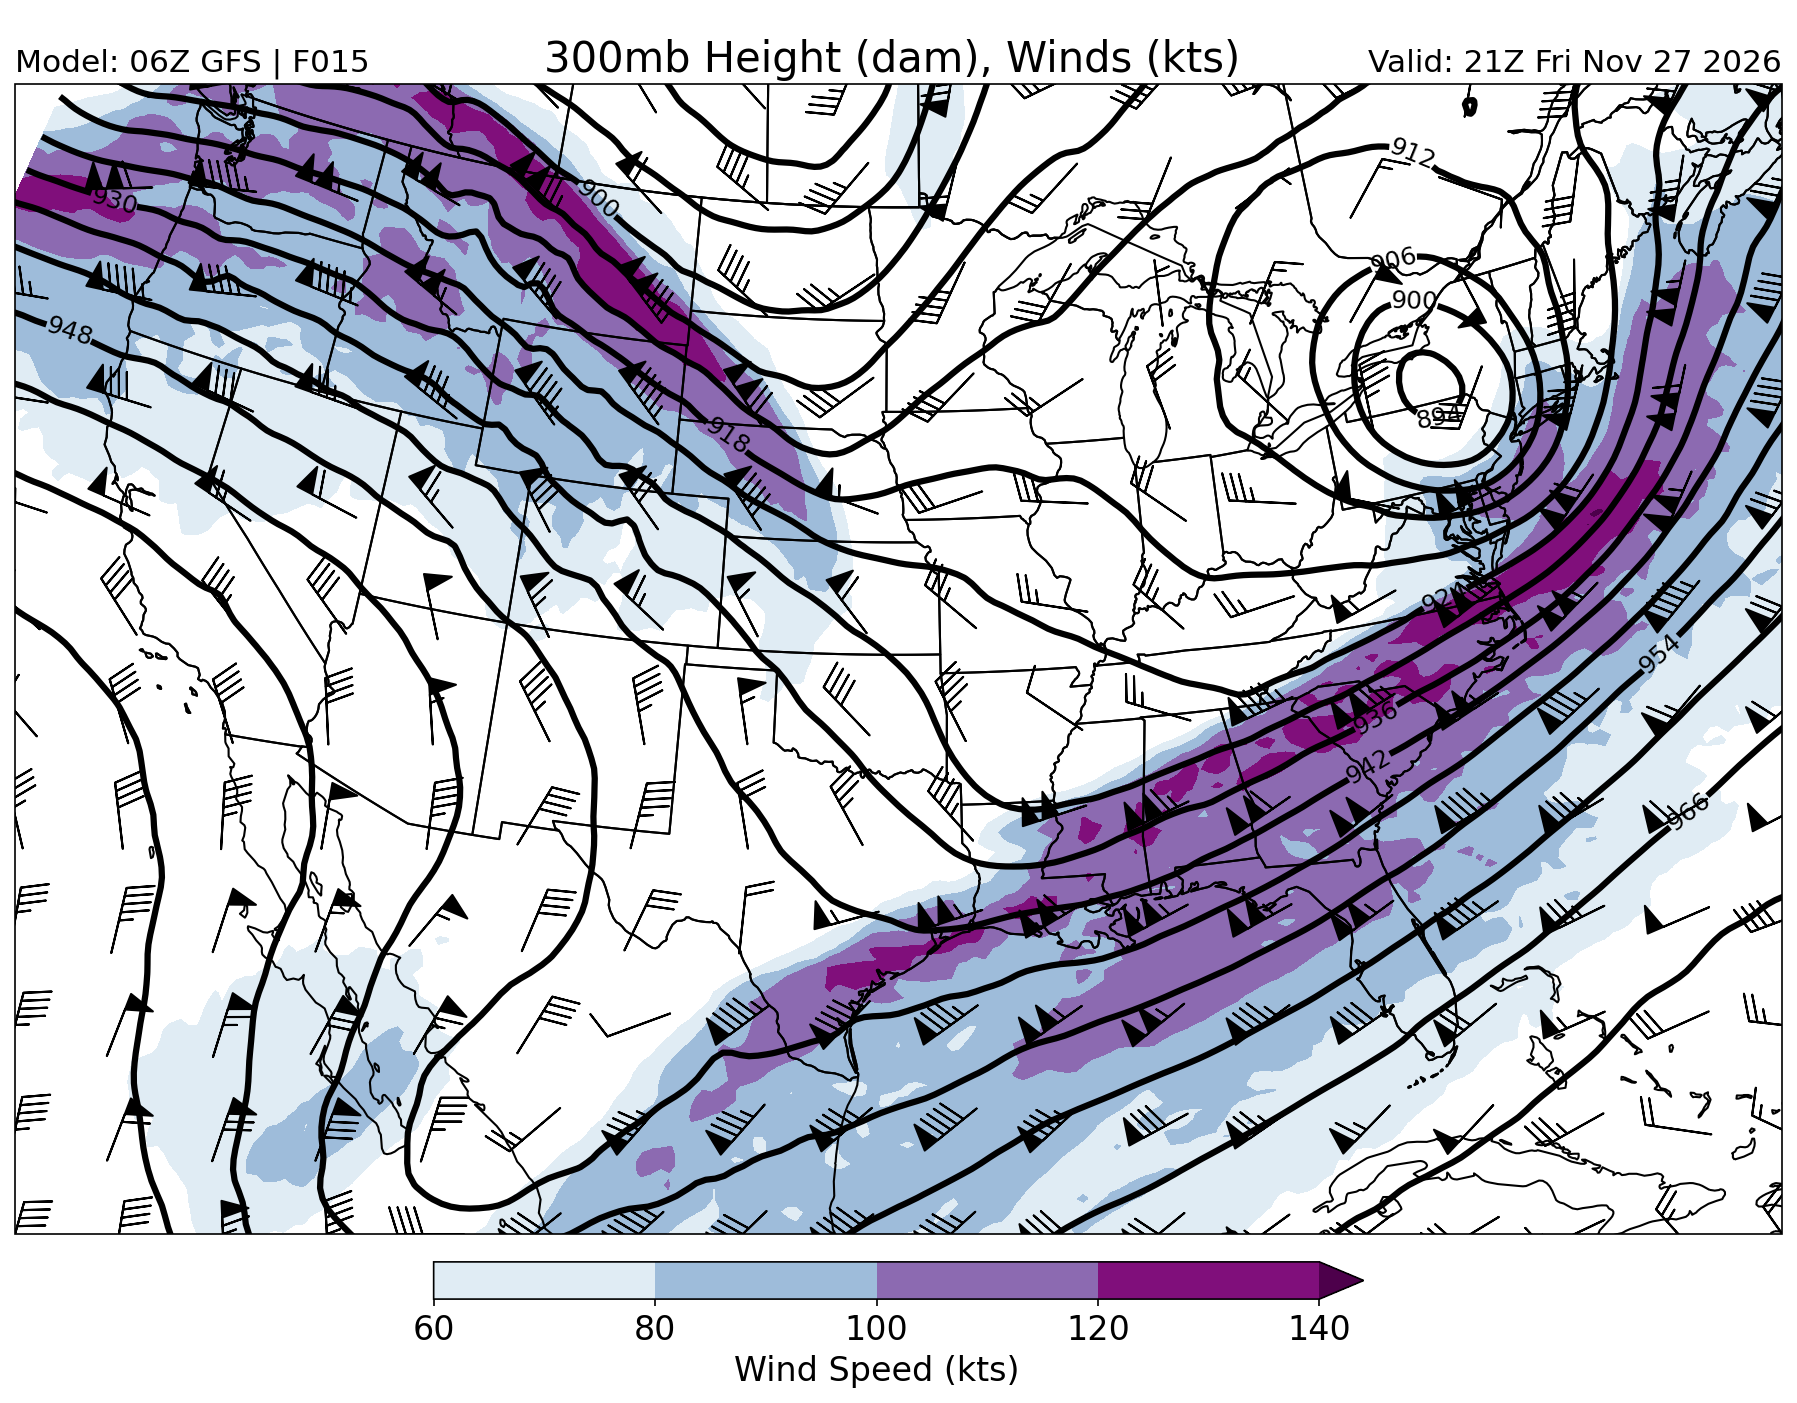 Model: 06Z GFS | F015
300mb Height (dam), Winds (kts)
Valid: 21Z Fri Nov 27 2026
912
930
900
906
900
948
894
918
924
954
936
942
966
60 80 100 120 140
Wind Speed (kts)